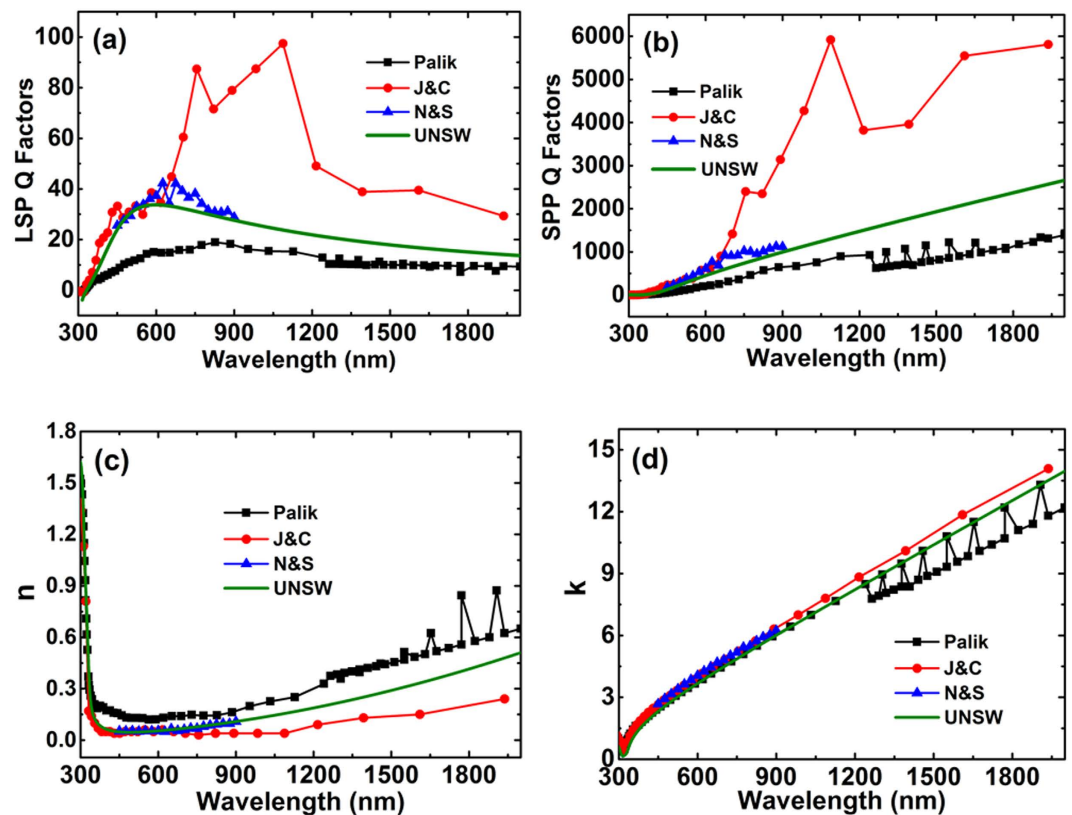 (a)
LSP Q Factors
100
80
60
40
20
0
Palik
J&C
N&S
UNSW
300 600 900 1200 1500 1800
Wavelength (nm)
(b)
SPP Q Factors
6000
5000
4000
3000
2000
1000
0
Palik
J&C
N&S
UNSW
300 600 900 1200 1500 1800
Wavelength (nm)
(c)
n
1.8
1.5
1.2
0.9
0.6
0.3
0.0
Palik
J&C
N&S
UNSW
300 600 900 1200 1500 1800
Wavelength (nm)
(d)
k
15
12
9
6
3
0
Palik
J&C
N&S
UNSW
300 600 900 1200 1500 1800
Wavelength (nm)